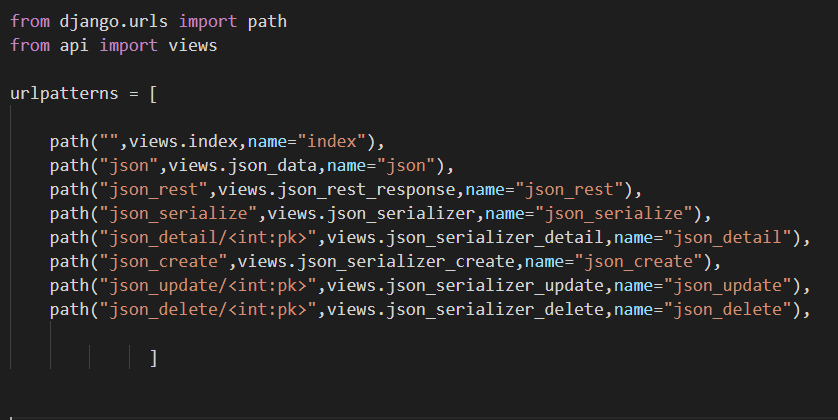 from django.urls import path
from api import views
urlpatterns = [
path("",views.index,name="index"),
path("json",views.json_data,name="json"),
path("json_rest",views.json_rest_response,name="json_rest"),
path("json_serialize",views.json_serializer,name="json_serialize"),
path("json_detail/<int:pk>",views.json_serializer_detail,name="json_detail"),
path("json_create",views.json_serializer_create,name="json_create"),
path("json_update/<int:pk>",views.json_serializer_update,name="json_update"),
path("json_delete/<int:pk>",views.json_serializer_delete,name="json_delete"),
]